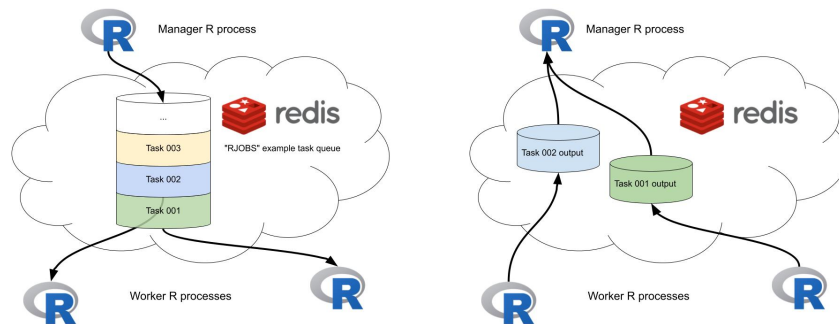 Manager R process
R
redis
...
"RJOBS" example task queue
Task 003
Task 002
Task 001
R
Worker R processes
R
Manager R process
R
redis
Task 002 output
Task 001 output
R
Worker R processes
R